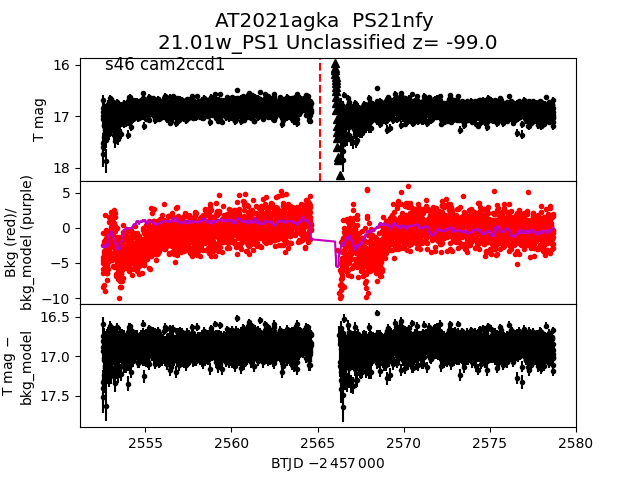 AT2021agka PS21nfy
21.01w_PS1 Unclassified z= -99.0
s46 cam2ccd1
T mag
16
17
18
Bkg (red)/
bkg_model (purple)
5
0
−5
−10
T mag −
bkg_model
16.5
17.0
17.5
2555
2560
2565
2570
2575
2580
BTJD −2 457 000